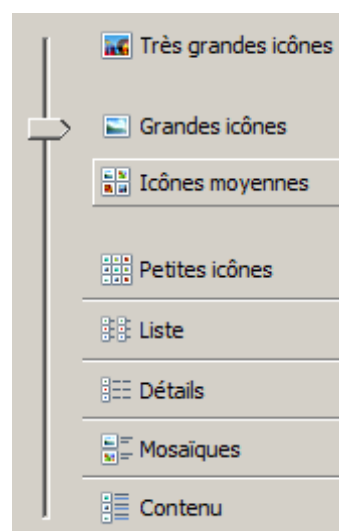 Très grandes icônes
Grandes icônes
Icônes moyennes
Petites icônes
Liste
Détails
Mosaïques
Contenu